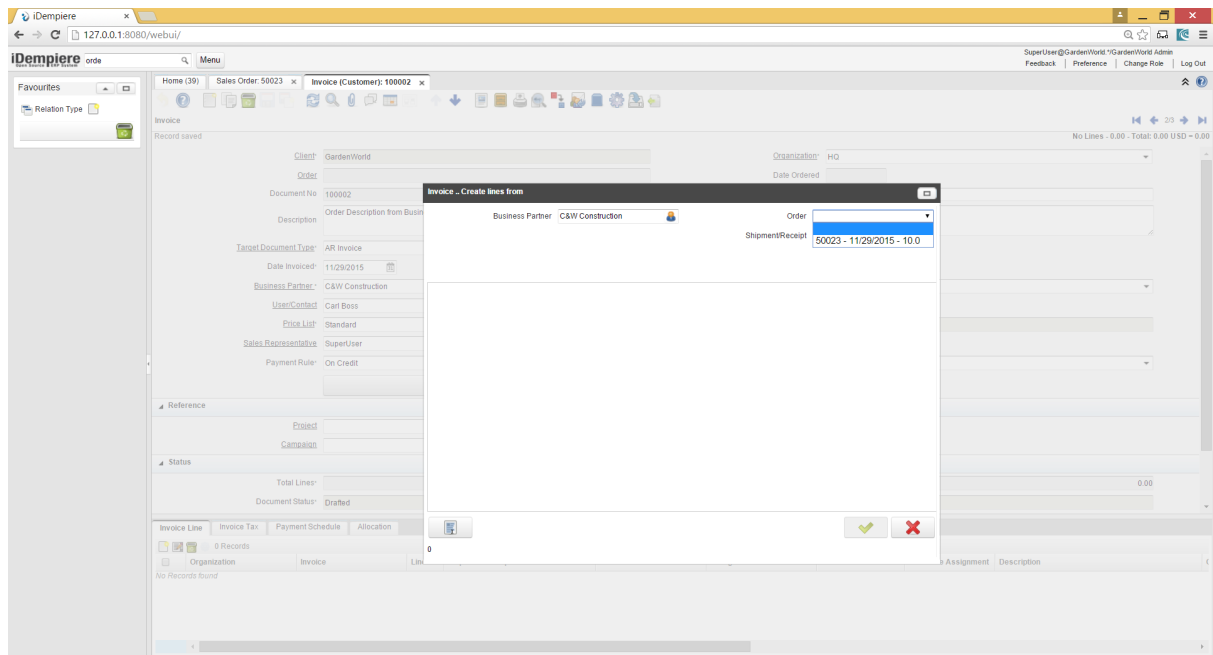 iDempiere
127.0.0.1:8080/webui/
iDempiere orde Menu
SuperUser@GardenWorld.*/GardenWorld Admin
Feedback | Preference | Change Role | Log Out
Favourites
Relation Type
Home (39) Sales Order: 50023 Invoice (Customer): 100002
Invoice 2/3
Record saved No Lines - 0.00 - Total: 0.00 USD = 0.00
Client GardenWorld Organization HQ
Order Date Ordered
Document No 100002
Description Order Description from Busin
Target Document Type AR Invoice
Date Invoiced 11/29/2015
Business Partner C&W Construction
User/Contact Carl Boss
Price List Standard
Sales Representative SuperUser
Payment Rule On Credit
Reference
Project
Campaign
Status
Total Lines 0.00
Document Status Drafted
Invoice .. Create lines from
Business Partner C&W Construction Order
Shipment/Receipt 50023 - 11/29/2015 - 10.0
0
Invoice Line Invoice Tax Payment Schedule Allocation
0 Records
Organization Invoice Assignment Description
No Records found